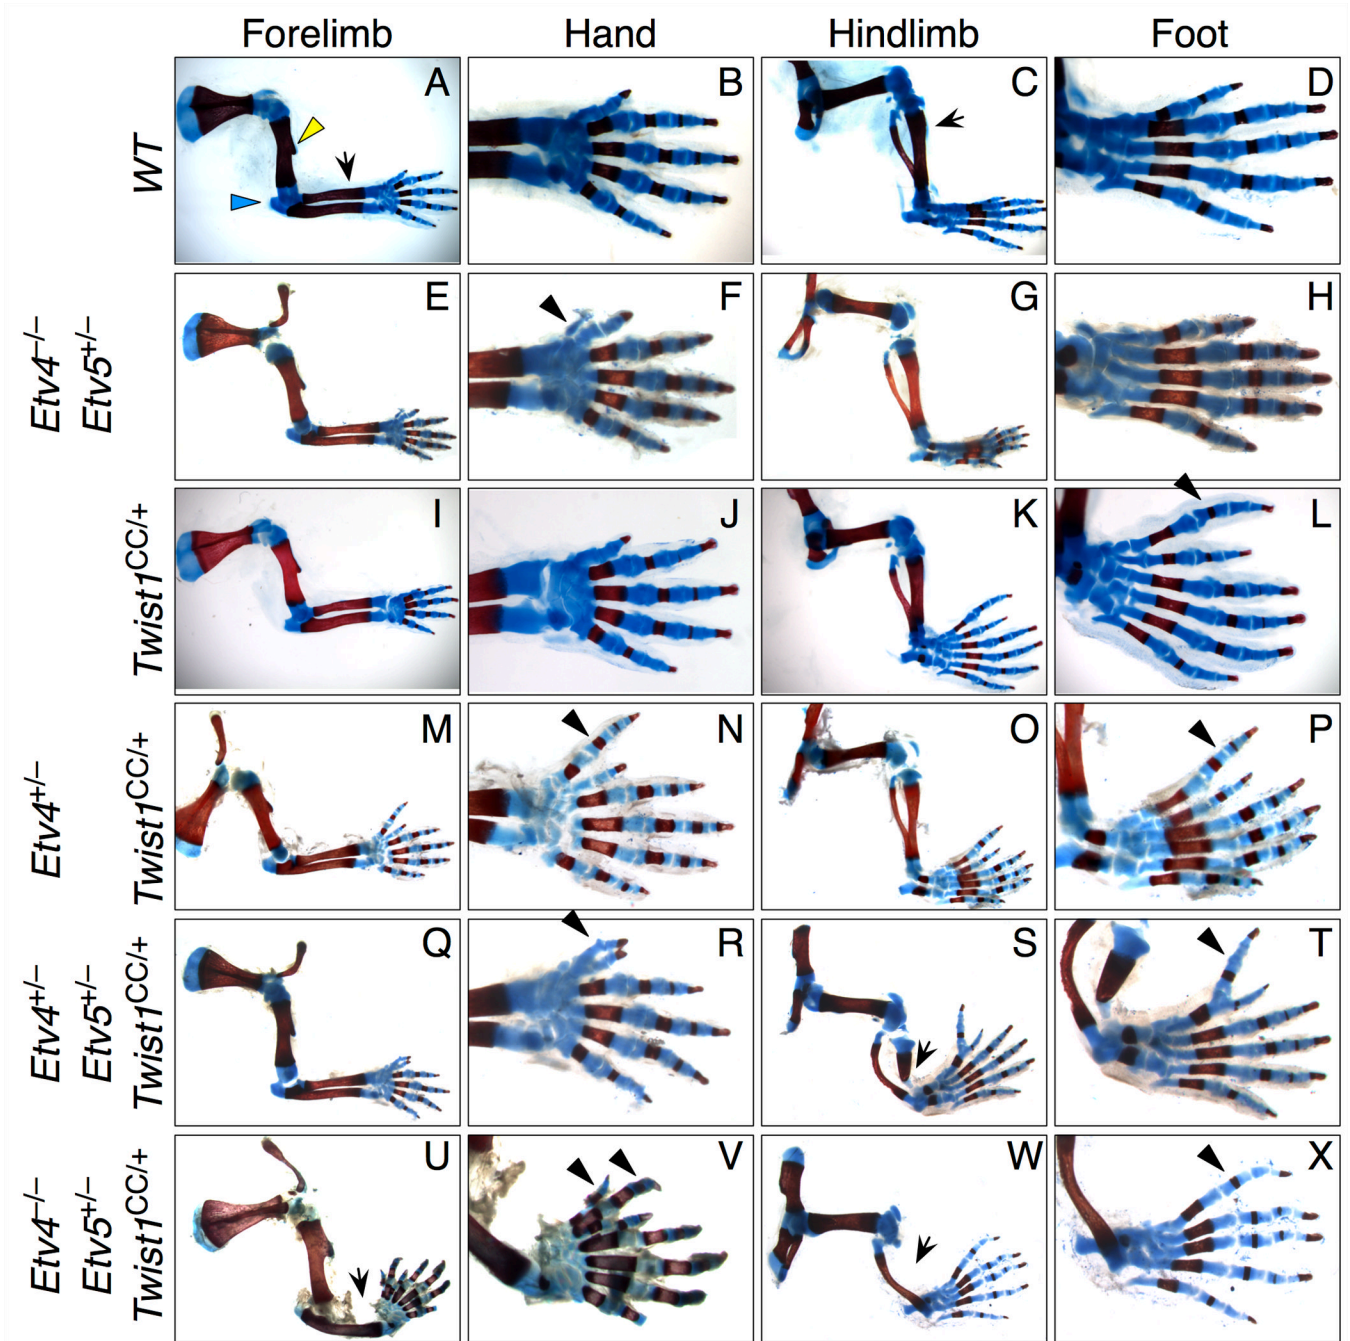 Forelimb Hand Hindlimb Foot
WT A B C D
Etv4–/– Etv5+/– E F G H
Twist1CC/+ I J K L
Etv4+/– Twist1CC/+ M N O P
Etv4+/– Etv5+/– Twist1CC/+ Q R S T
Etv4–/– Etv5+/– Twist1CC/+ U V W X